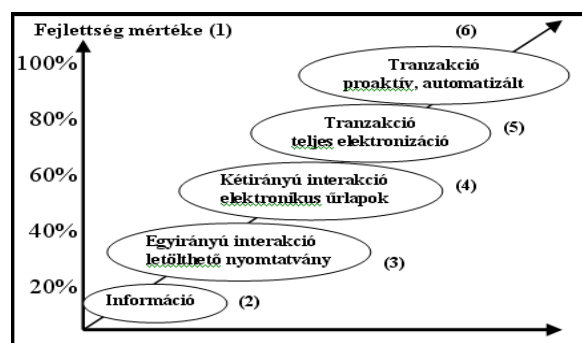 Fejlettség mértéke (1)
(6)
100%
Tranzakció
proaktív, automatizált
80%
Tranzakció
teljes elektronizáció
(5)
60%
Kétirányú interakció
elektronikus űrlapok
(4)
40%
Egyirányú interakció
letölthető nyomtatvány
(3)
20%
Információ
(2)